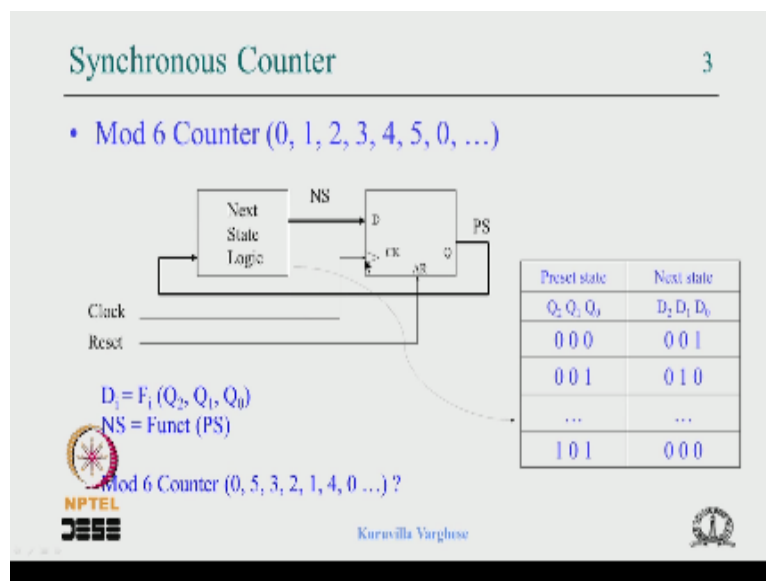 Synchronous Counter 3
• Mod 6 Counter (0, 1, 2, 3, 4, 5, 0, …)
Next
State
Logic
NS
D
CK
Q
AR
PS
Clock
Reset
Preset state Next state
Q₂ Q₁ Q₀ D₂ D₁ D₀
0 0 0 0 0 1
0 0 1 0 1 0
… …
1 0 1 0 0 0
Dᵢ = Fᵢ (Q₂, Q₁, Q₀)
NS = Funct (PS)
Mod 6 Counter (0, 5, 3, 2, 1, 4, 0 …) ?
NPTEL
DESE
Kuruvilla Varghese